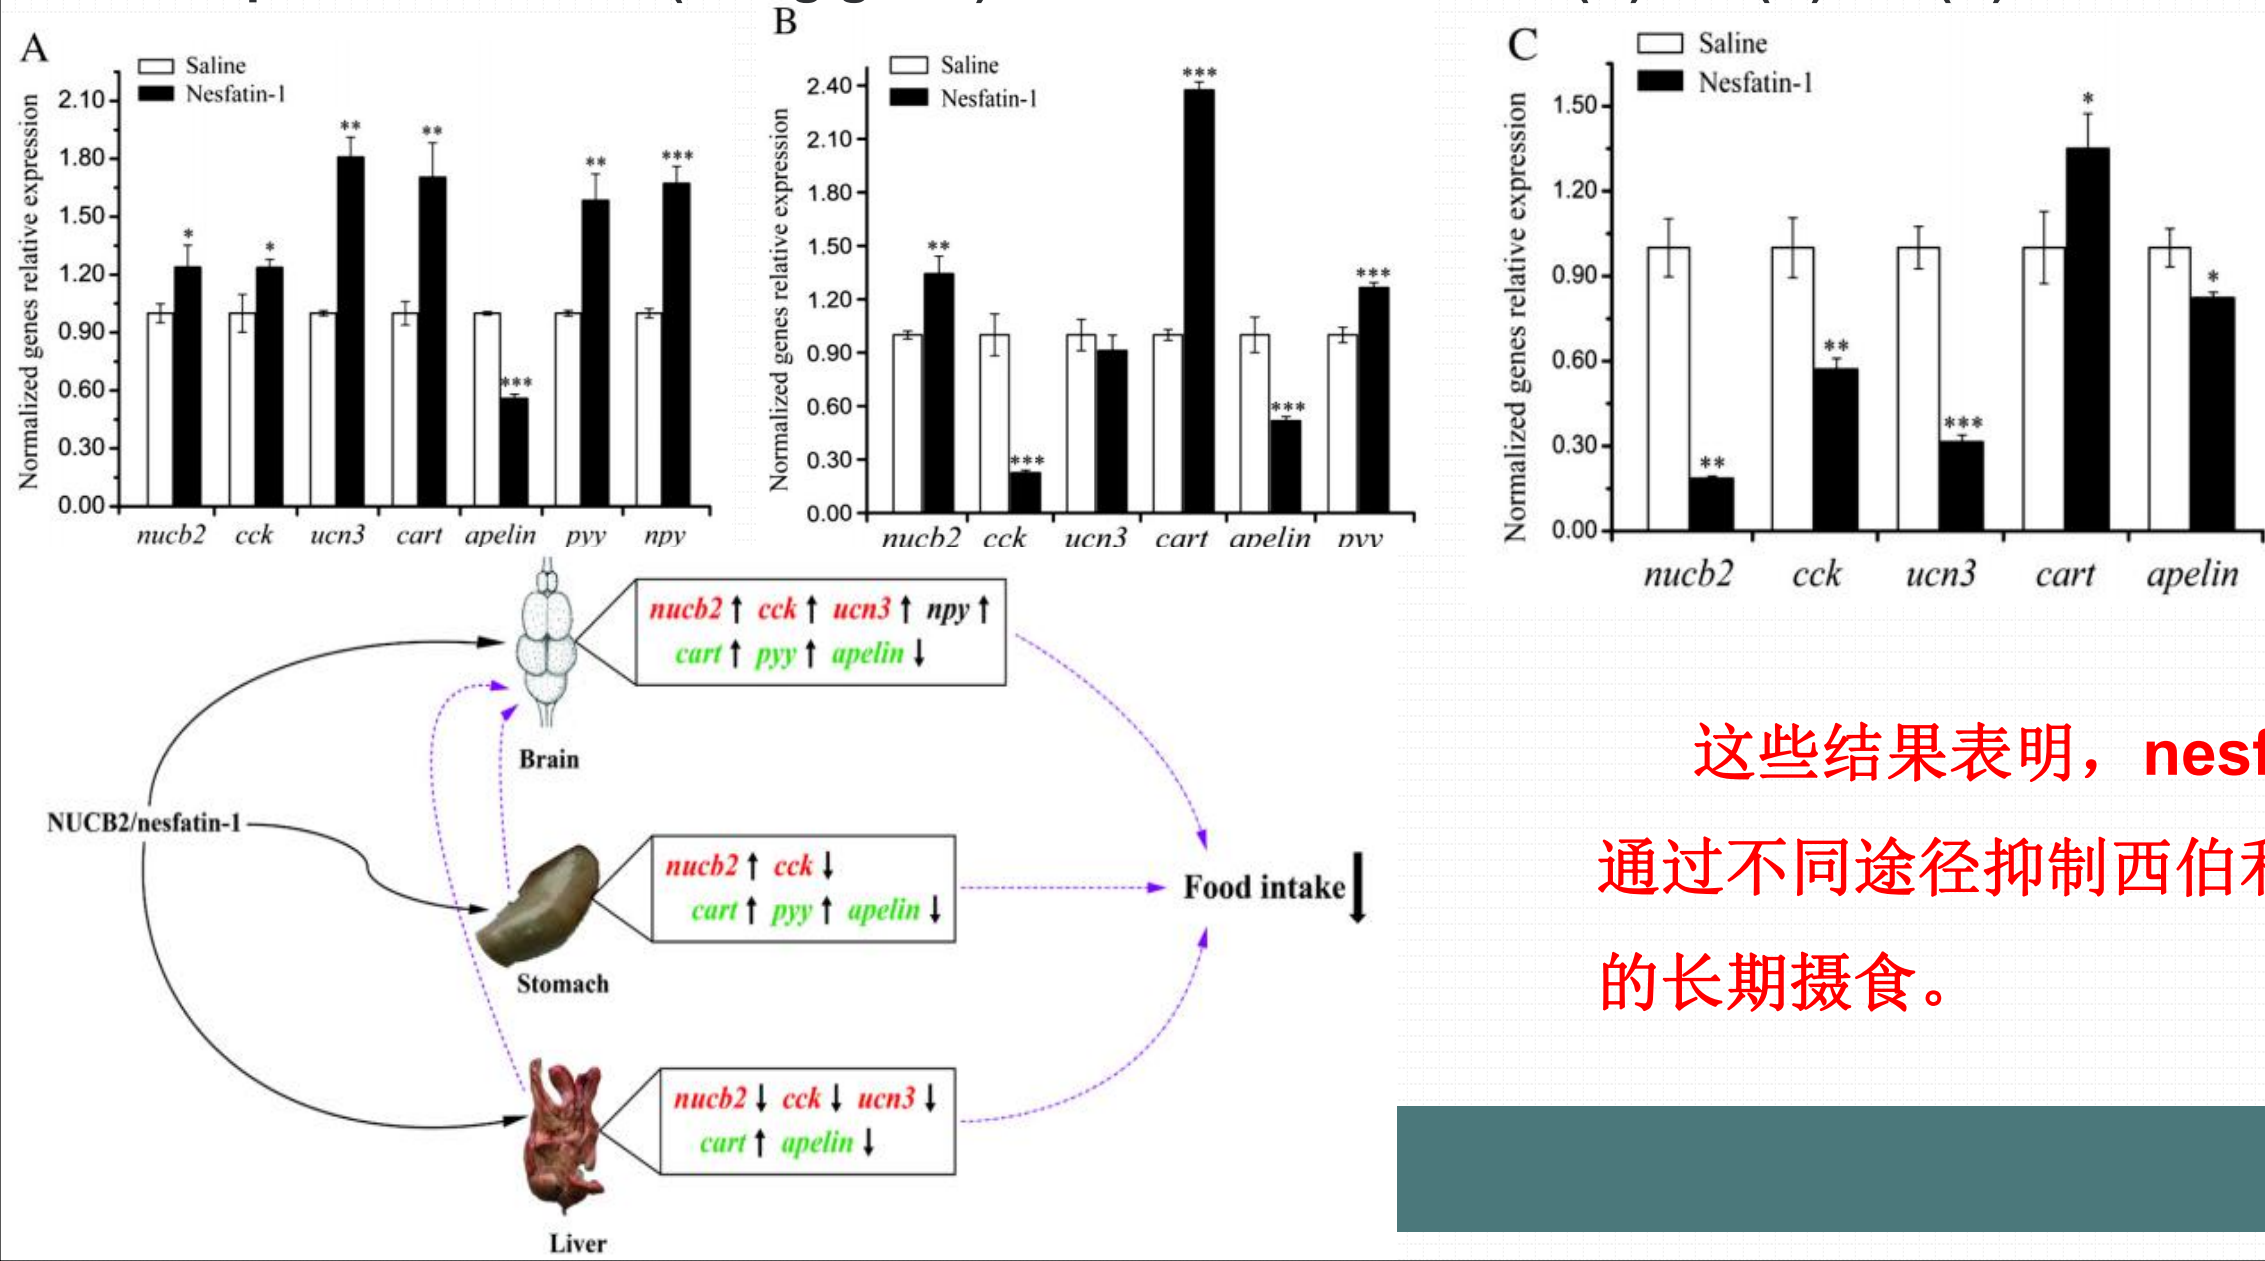 A
Saline
Nesfatin-1
Normalized genes relative expression
2.10
1.80
1.50
1.20
0.90
0.60
0.30
0.00
*
*
**
**
***
**
***
nucb2 cck ucn3 cart apelin pyy npy
B
Saline
Nesfatin-1
Normalized genes relative expression
2.40
2.10
1.80
1.50
1.20
0.90
0.60
0.30
0.00
**
***
***
***
***
nucb2 cck ucn3 cart apelin pyy
C
Saline
Nesfatin-1
Normalized genes relative expression
1.50
1.20
0.90
0.60
0.30
0.00
**
**
***
*
*
nucb2 cck ucn3 cart apelin
nucb2↑ cck↑ ucn3↑ npy↑
cart↑ pyy↑ apelin↓
Brain
NUCB2/nesfatin-1
nucb2↑ cck↓
cart↑ pyy↑ apelin↓
Stomach
Food intake↓
nucb2↓ cck↓ ucn3↓
cart↑ apelin↓
Liver
这些结果表明，nesf
通过不同途径抑制西伯
的长期摄食。